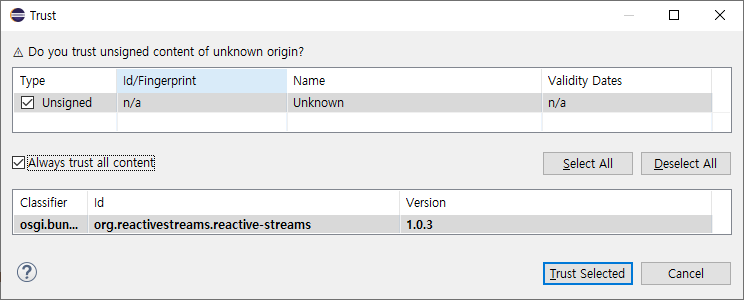 Trust
Do you trust unsigned content of unknown origin?
Type Id/Fingerprint Name Validity Dates
Unsigned n/a Unknown n/a
Always trust all content Select All Deselect All
Classifier Id Version
osgi.bun... org.reactivestreams.reactive-streams 1.0.3
? Trust Selected Cancel